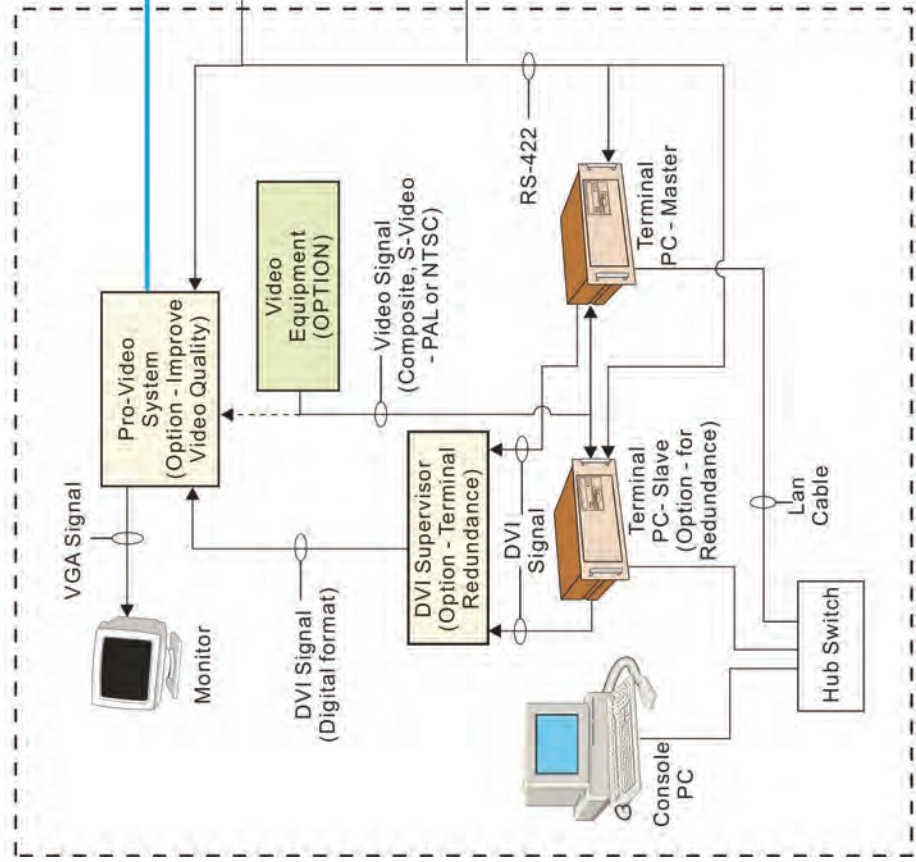 VGA Signal
Monitor
Pro-Video
System
(Option - Improve
Video Quality)
Video
Equipment
(OPTION)
DVI Signal
(Digital format)
Video Signal
(Composite, S-Video
- PAL or NTSC)
DVI Supervisor
(Option - Terminal
Redundance)
DVI
Signal
RS-422
Console
PC
Terminal
PC- Slave
(Option - for
Redundance)
Terminal
PC- Master
Lan
Cable
Hub Switch